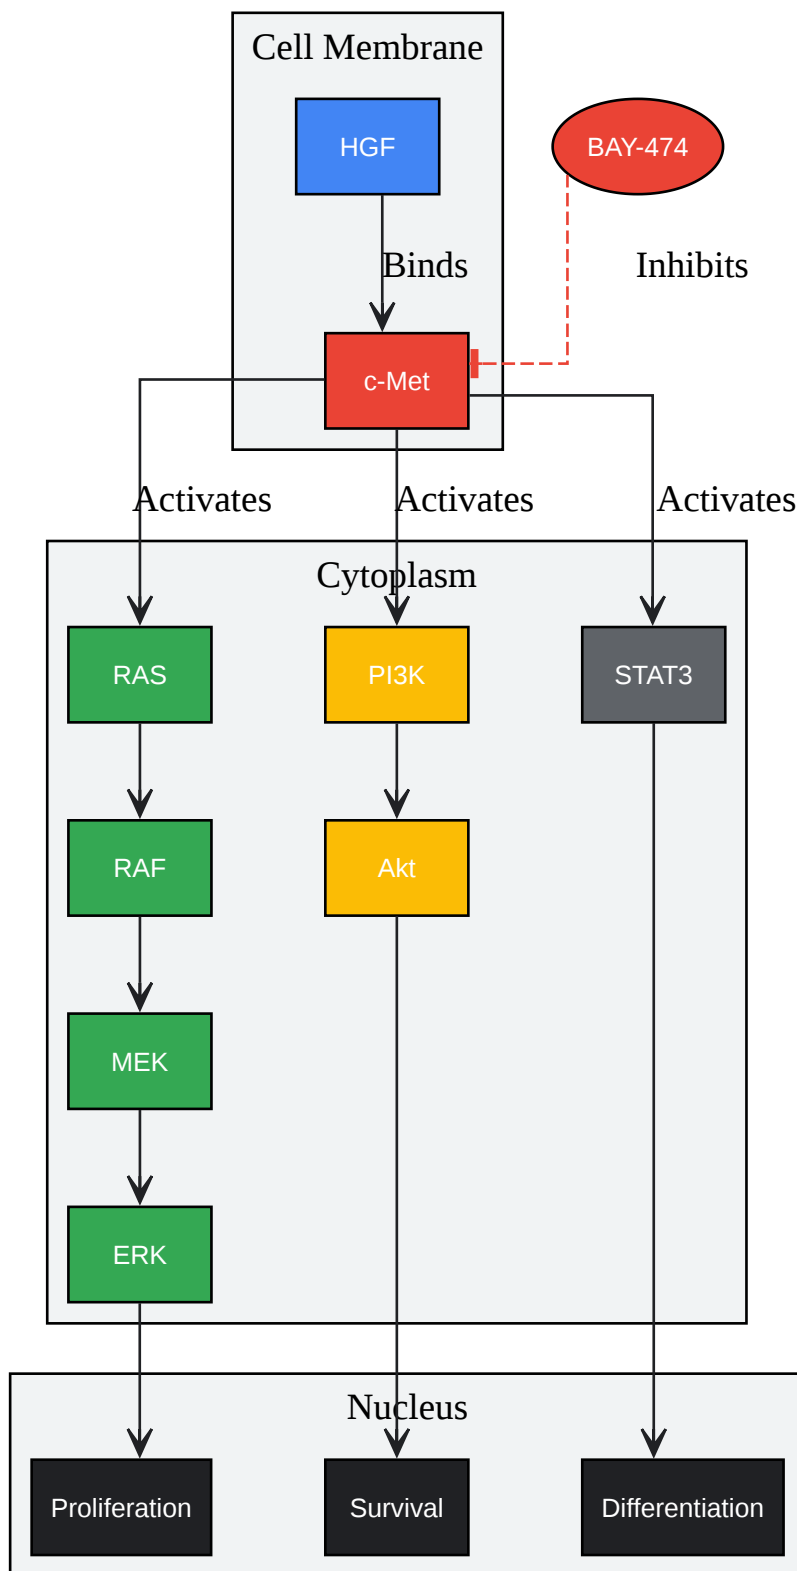 Cell Membrane
HGF
BAY-474
Binds
Inhibits
c-Met
Activates
Activates
Activates
Cytoplasm
RAS
PI3K
STAT3
RAF
Akt
MEK
ERK
Nucleus
Proliferation
Survival
Differentiation